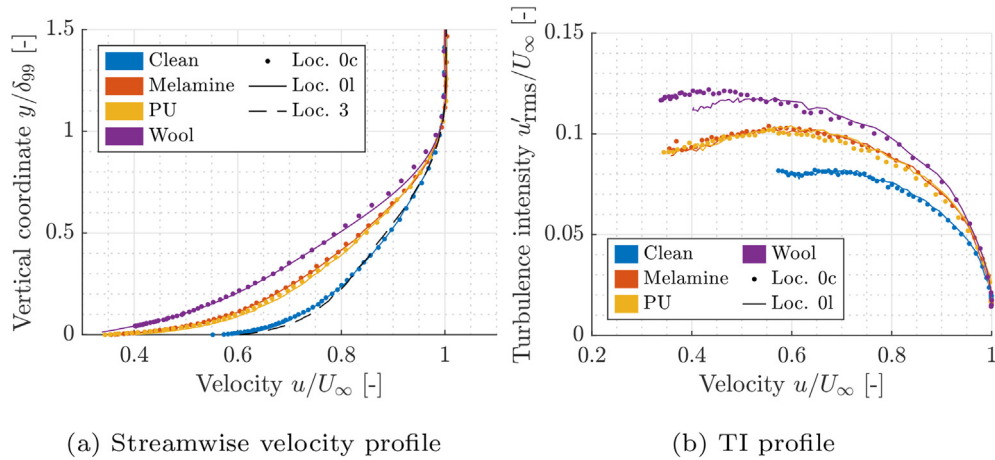 1.5
1
0.5
0
0.4
0.6
0.8
1
Vertical coordinate y/δ99 [-]
Velocity u/U∞ [-]
Clean
Melamine
PU
Wool
Loc. 0c
Loc. 0l
Loc. 3
(a) Streamwise velocity profile
0.15
0.1
0.05
0
0.2
0.4
0.6
0.8
1
Turbulence intensity u′rms/U∞ [-]
Velocity u/U∞ [-]
Clean
Melamine
PU
Wool
Loc. 0c
Loc. 0l
(b) TI profile